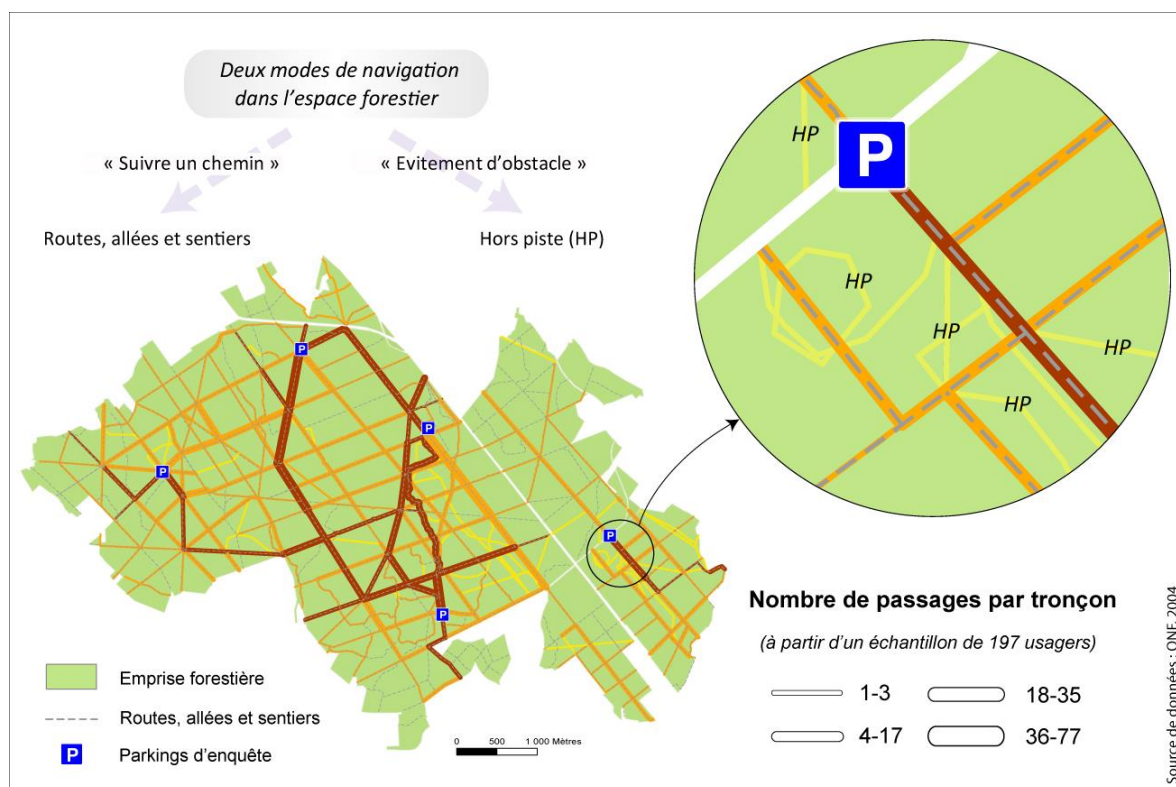 Deux modes de navigation
dans l'espace forestier
« Suivre un chemin »
« Evitement d'obstacle »
Routes, allées et sentiers
Hors piste (HP)
P
HP
HP
HP
HP
HP
P
P
P
P
P
Emprise forestière
Routes, allées et sentiers
P
Parkings d'enquête
0 500 1 000 Mètres
Nombre de passages par tronçon
(à partir d'un échantillon de 197 usagers)
1-3
18-35
4-17
36-77
Source de données : ONF, 2004